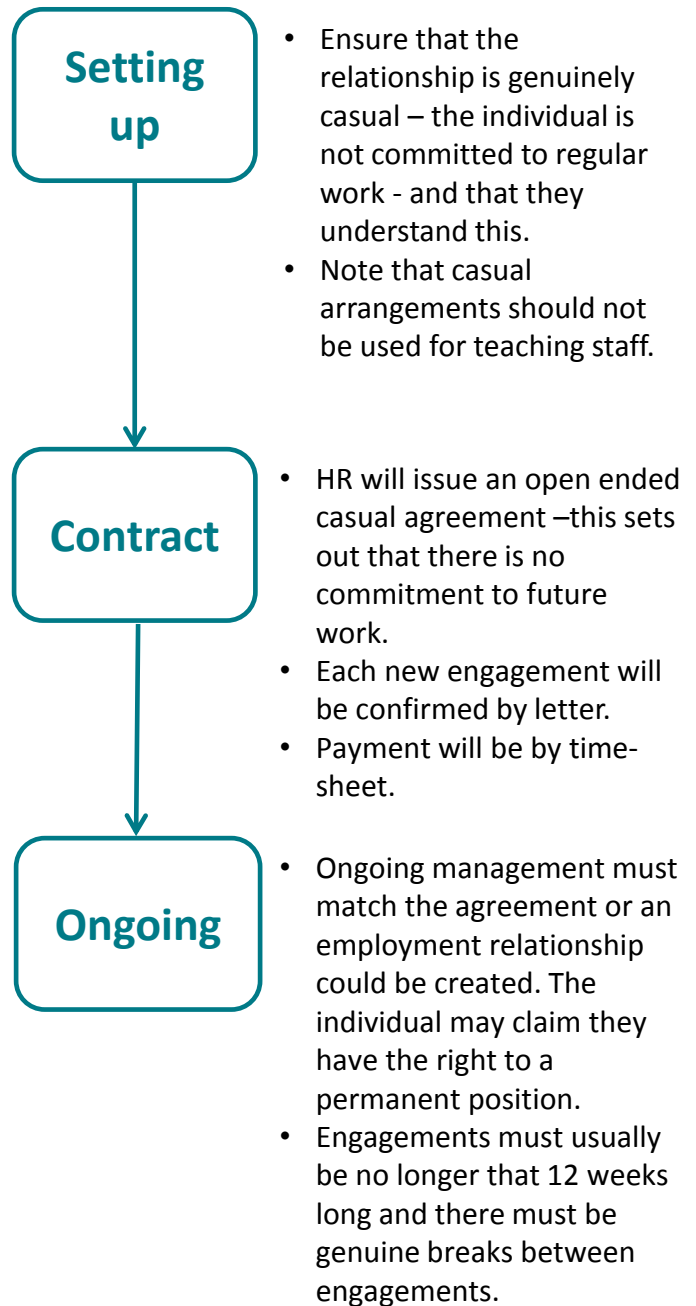 Setting
up
• Ensure that the
relationship is genuinely
casual – the individual is
not committed to regular
work - and that they
understand this.
• Note that casual
arrangements should not
be used for teaching staff.
Contract
• HR will issue an open ended
casual agreement –this sets
out that there is no
commitment to future
work.
• Each new engagement will
be confirmed by letter.
• Payment will be by time-
sheet.
Ongoing
• Ongoing management must
match the agreement or an
employment relationship
could be created. The
individual may claim they
have the right to a
permanent position.
• Engagements must usually
be no longer that 12 weeks
long and there must be
genuine breaks between
engagements.